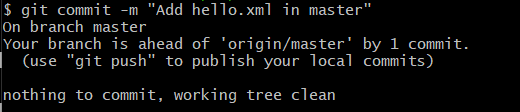 $ git commit -m "Add hello.xml in master"
On branch master
Your branch is ahead of 'origin/master' by 1 commit.
  (use "git push" to publish your local commits)

nothing to commit, working tree clean